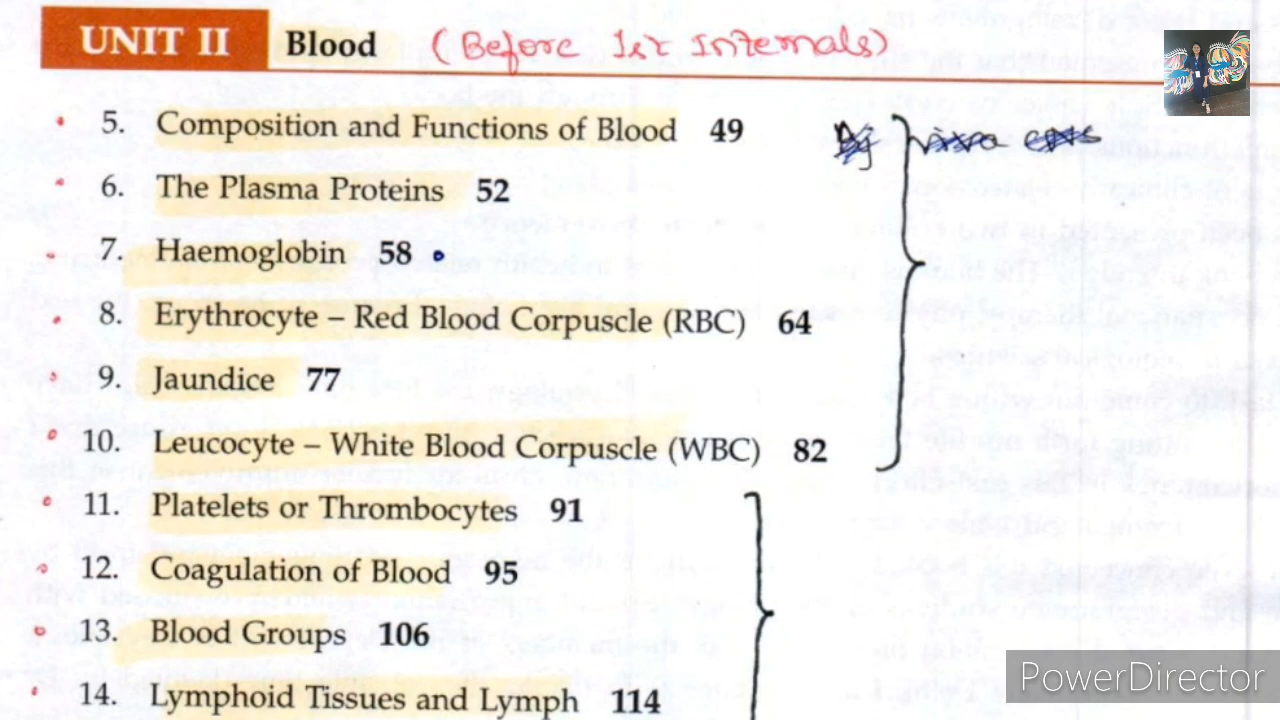 UNIT II Blood (Before 1st Internals)
5. Composition and Functions of Blood 49
6. The Plasma Proteins 52
7. Haemoglobin 58
8. Erythrocyte – Red Blood Corpuscle (RBC) 64
9. Jaundice 77
10. Leucocyte – White Blood Corpuscle (WBC) 82
11. Platelets or Thrombocytes 91
12. Coagulation of Blood 95
13. Blood Groups 106
14. Lymphoid Tissues and Lymph 114
PowerDirector